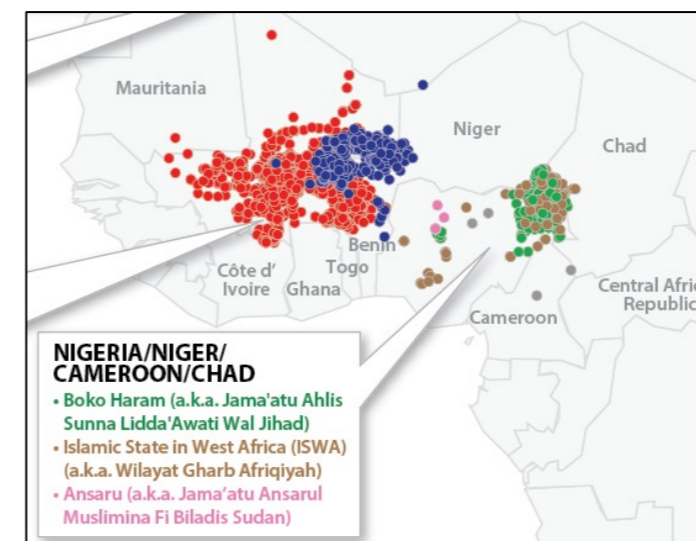 Mauritania
Niger
Chad
Benin
Togo
Côte d’
Ivoire
Ghana
Cameroon
Central Afri
Republic
NIGERIA/NIGER/
CAMEROON/CHAD
• Boko Haram (a.k.a. Jama'atu Ahlis
Sunna Lidda'Awati Wal Jihad)
• Islamic State in West Africa (ISWA)
(a.k.a. Wilayat Gharb Afriqiyah)
• Ansaru (a.k.a. Jama’atu Ansarul
Muslimina Fi Biladis Sudan)